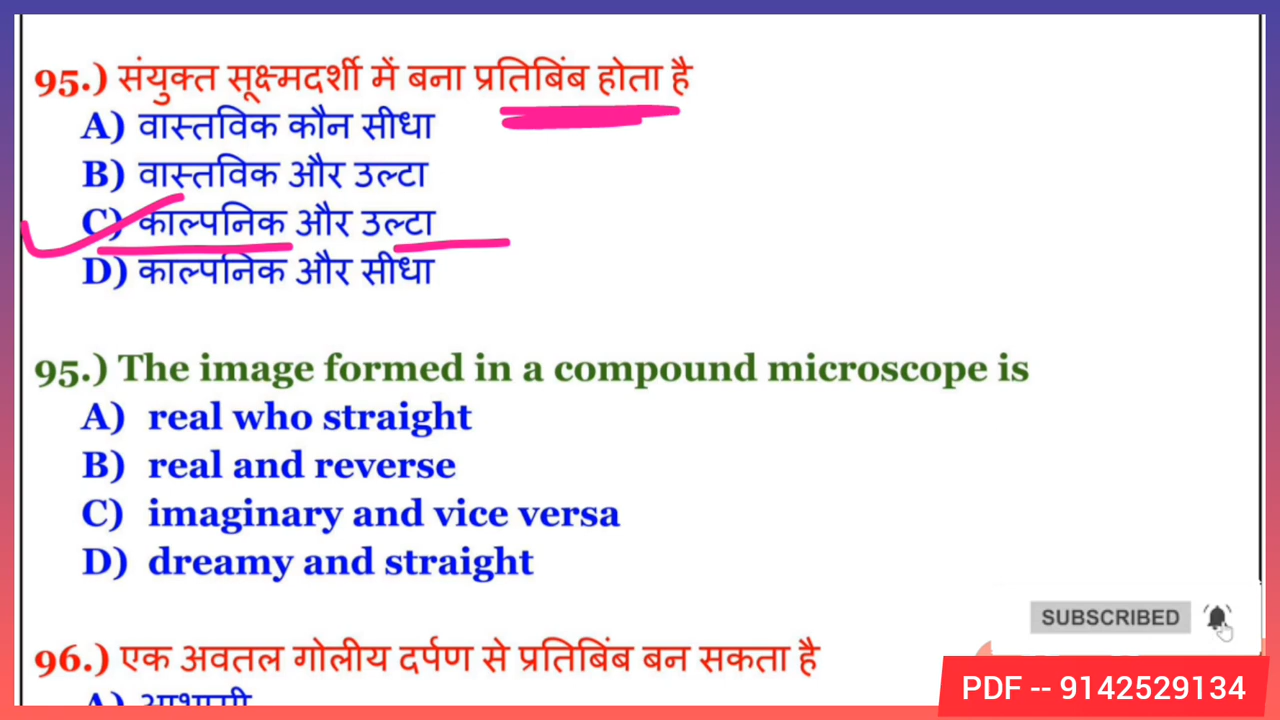 95.) संयुक्त सूक्ष्मदर्शी में बना प्रतिबिंब होता है
A) वास्तविक कौन सीधा
B) वास्तविक और उल्टा
C) काल्पनिक और उल्टा
D) काल्पनिक और सीधा
95.) The image formed in a compound microscope is
A) real who straight
B) real and reverse
C) imaginary and vice versa
D) dreamy and straight
SUBSCRIBED
96.) एक अवतल गोलीय दर्पण से प्रतिबिंब बन सकता है
PDF -- 9142529134